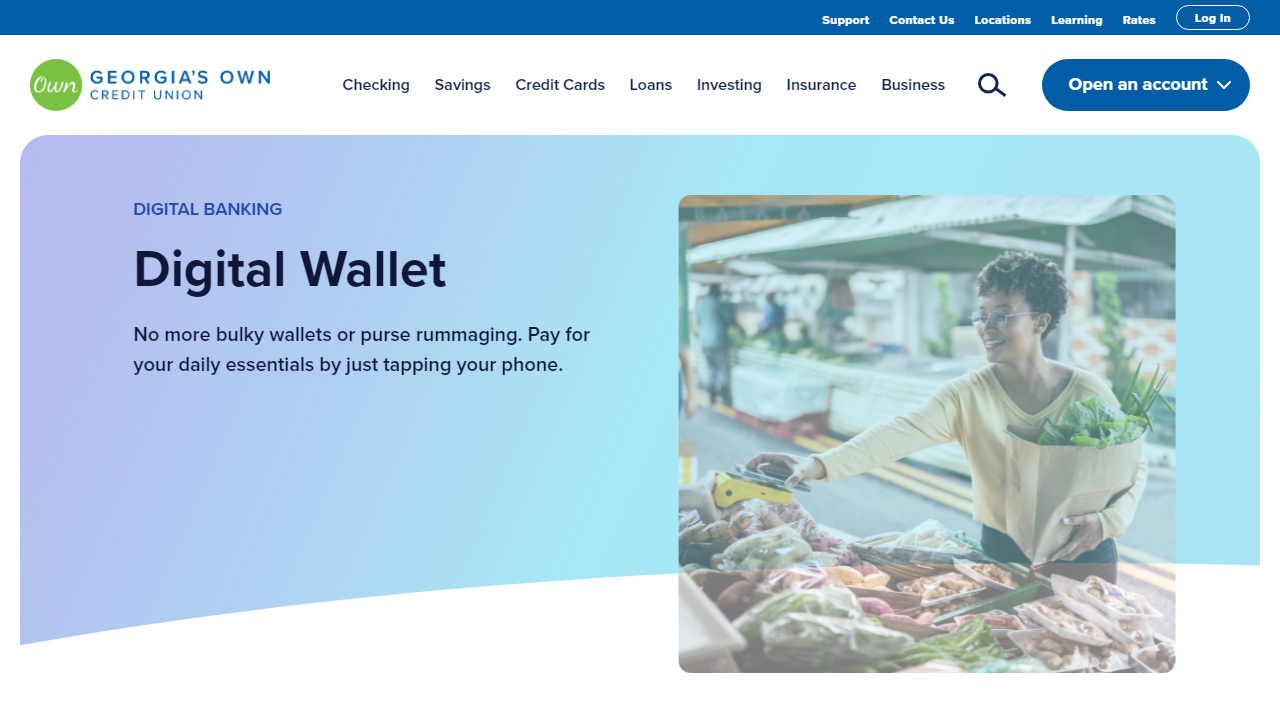 Support Contact Us Locations Learning Rates Log In
Own GEORGIA'S OWN
CREDIT UNION
Checking Savings Credit Cards Loans Investing Insurance Business Open an account
DIGITAL BANKING
Digital Wallet
No more bulky wallets or purse rummaging. Pay for
your daily essentials by just tapping your phone.